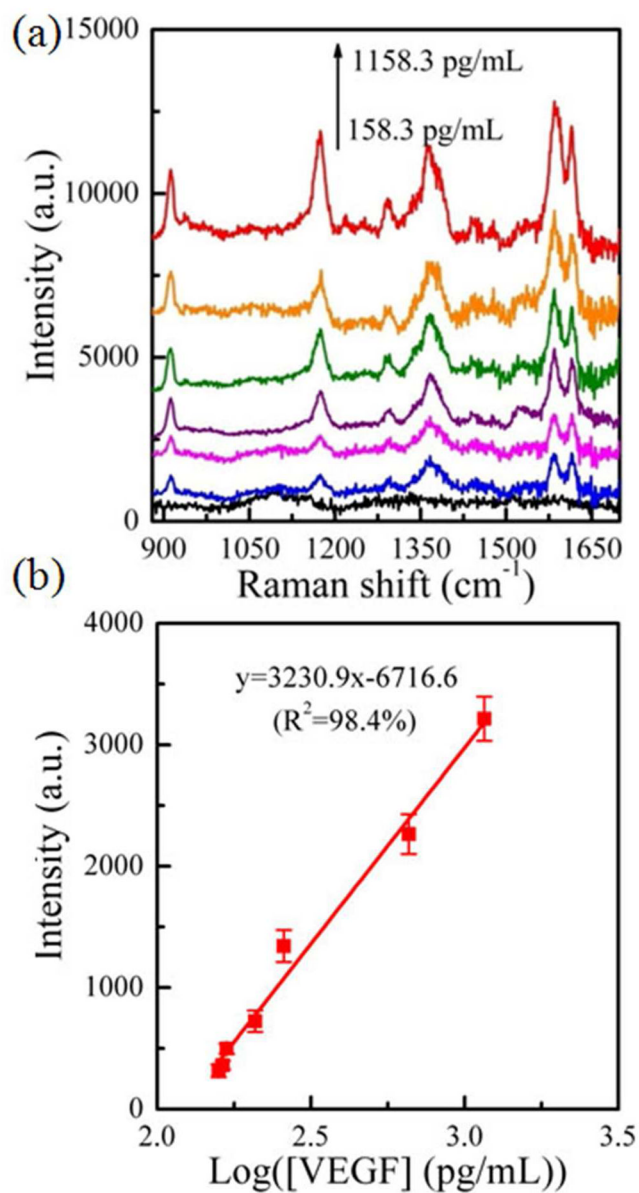 (a)
15000
1158.3 pg/mL
158.3 pg/mL
10000
5000
0
Intensity (a.u.)
900 1050 1200 1350 1500 1650
Raman shift (cm⁻¹)
(b)
4000
y=3230.9x-6716.6
(R²=98.4%)
3000
2000
1000
0
Intensity (a.u.)
2.0 2.5 3.0 3.5
Log([VEGF] (pg/mL))